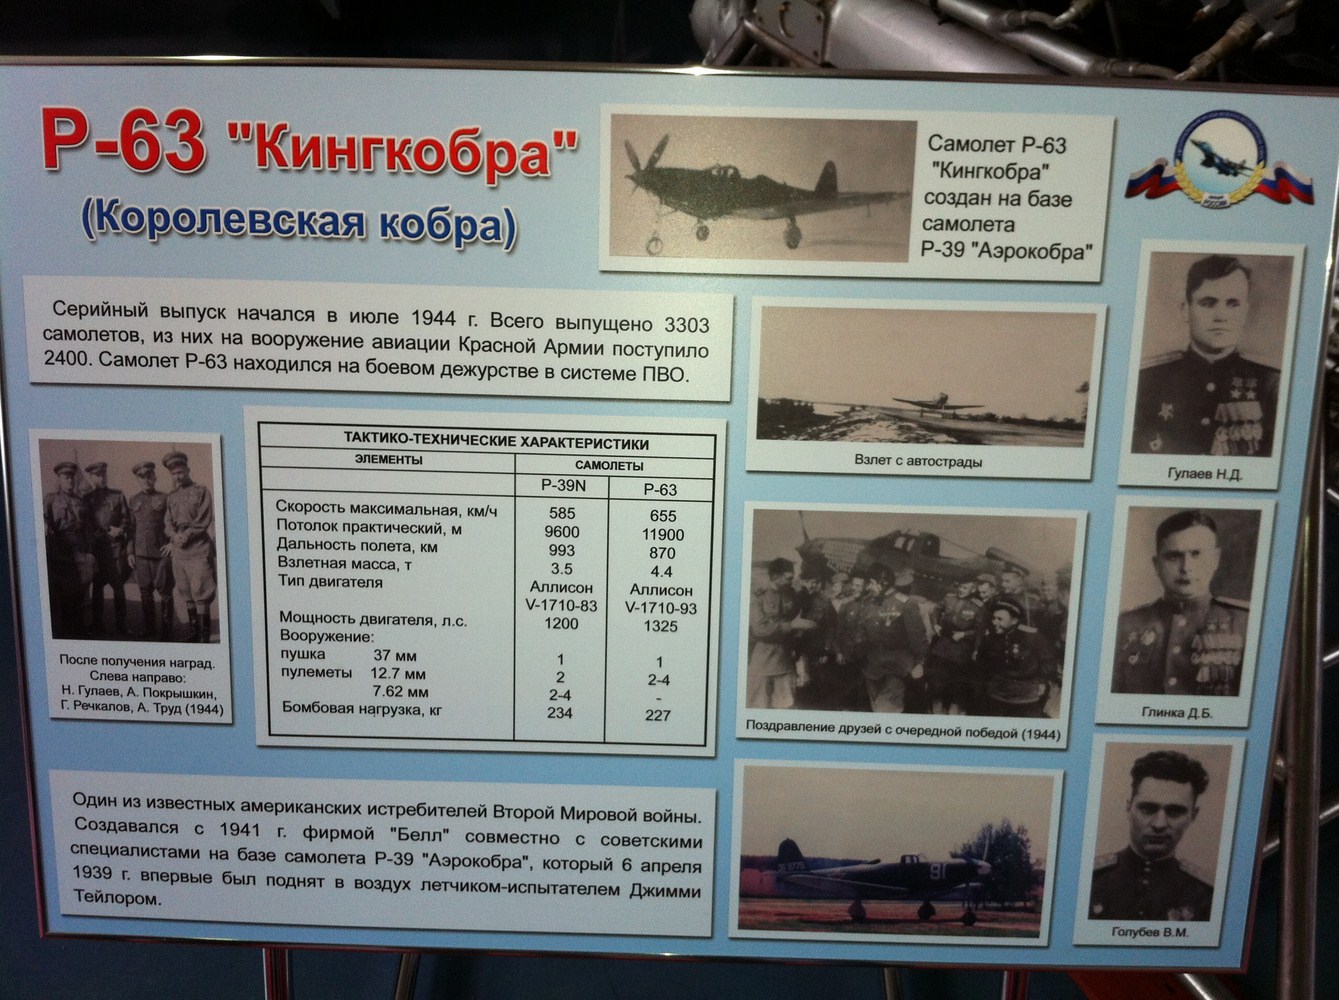 Р-63 "Кингкобра"
(Королевская кобра)
Самолет Р-63
"Кингкобра"
создан на базе
самолета
Р-39 "Аэрокобра"
Серийный выпуск начался в июле 1944 г. Всего выпущено 3303
самолетов, из них на вооружение авиации Красной Армии поступило
2400. Самолет Р-63 находился на боевом дежурстве в системе ПВО.
После получения наград.
Слева направо:
Н. Гулаев, А. Покрышкин,
Г. Речкалов, А. Труд (1944)
ТАКТИКО-ТЕХНИЧЕСКИЕ ХАРАКТЕРИСТИКИ
ЭЛЕМЕНТЫ САМОЛЕТЫ
P-39N P-63
Скорость максимальная, км/ч 585 655
Потолок практический, м 9600 11900
Дальность полета, км 993 870
Взлетная масса, т 3.5 4.4
Тип двигателя Аллисон Аллисон
V-1710-83 V-1710-93
Мощность двигателя, л.с. 1200 1325
Вооружение:
пушка 37 мм 1 1
пулеметы 12.7 мм 2 2-4
7.62 мм 2-4 -
Бомбовая нагрузка, кг 234 227
Один из известных американских истребителей Второй Мировой войны.
Создавался с 1941 г. фирмой "Белл" совместно с советскими
специалистами на базе самолета Р-39 "Аэрокобра", который 6 апреля
1939 г. впервые был поднят в воздух летчиком-испытателем Джимми
Тейлором.
Взлет с автострады
Поздравление друзей с очередной победой (1944)
91
Гулаев Н.Д.
Глинка Д.Б.
Голубев В.М.